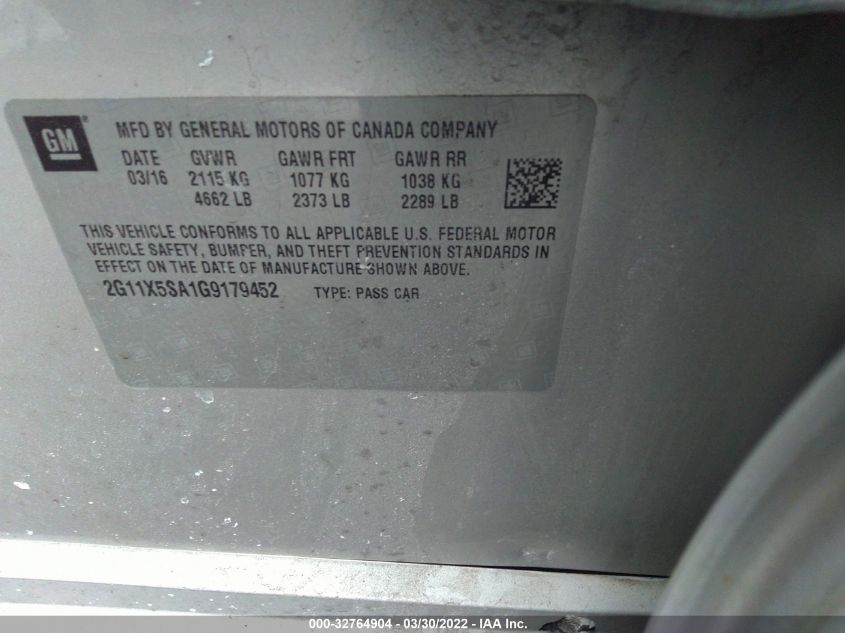 GM®
MFD BY GENERAL MOTORS OF CANADA COMPANY
DATE GVWR GAWR FRT GAWR RR
03/16 2115 KG 1077 KG 1038 KG
4662 LB 2373 LB 2289 LB
THIS VEHICLE CONFORMS TO ALL APPLICABLE U.S. FEDERAL MOTOR
VEHICLE SAFETY, BUMPER, AND THEFT PREVENTION STANDARDS IN
EFFECT ON THE DATE OF MANUFACTURE SHOWN ABOVE.
2G11X5SA1G9179452 TYPE: PASS CAR
000-32764904 - 03/30/2022 - IAA Inc.